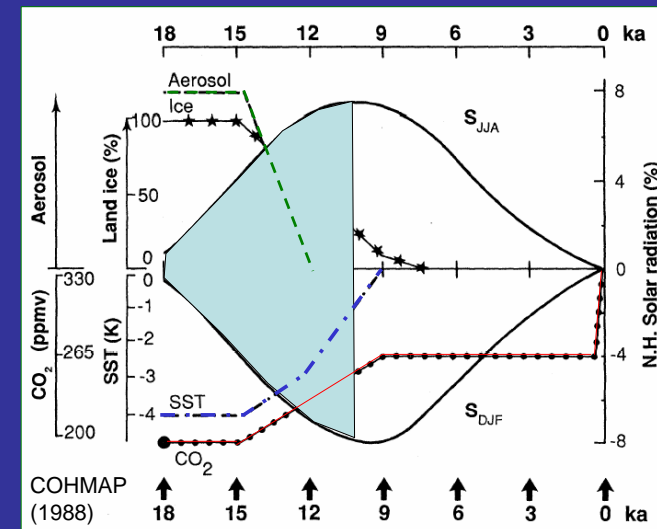 18 15 12 9 6 3 0 ka
Aerosol
Ice
S_JJA
100
50
0
Aerosol
Land ice (%)
8
4
0
-4
-8
N.H. Solar radiation (%)
330
265
200
CO₂ (ppmv)
0
-1
-2
-3
-4
SST (K)
SST
CO₂
S_DJF
COHMAP
(1988)
18 15 12 9 6 3 0 ka